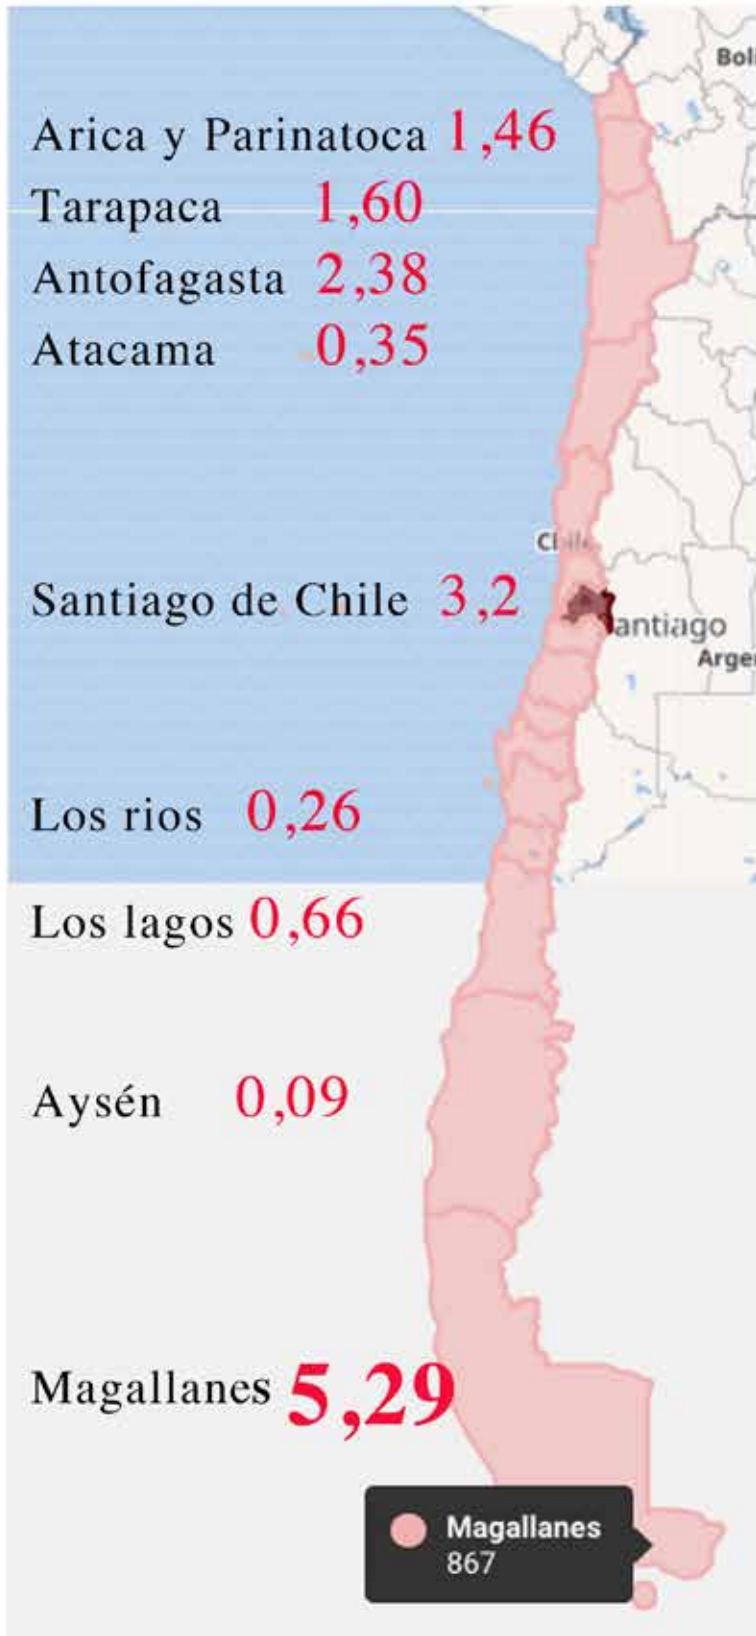 Boli
Arica y Parinatoca 1,46
Tarapaca 1,60
Antofagasta 2,38
Atacama 0,35
Chile
Santiago de Chile 3,2
antiago
Arge
Los rios 0,26
Los lagos 0,66
Aysén 0,09
Magallanes 5,29
Magallanes
867